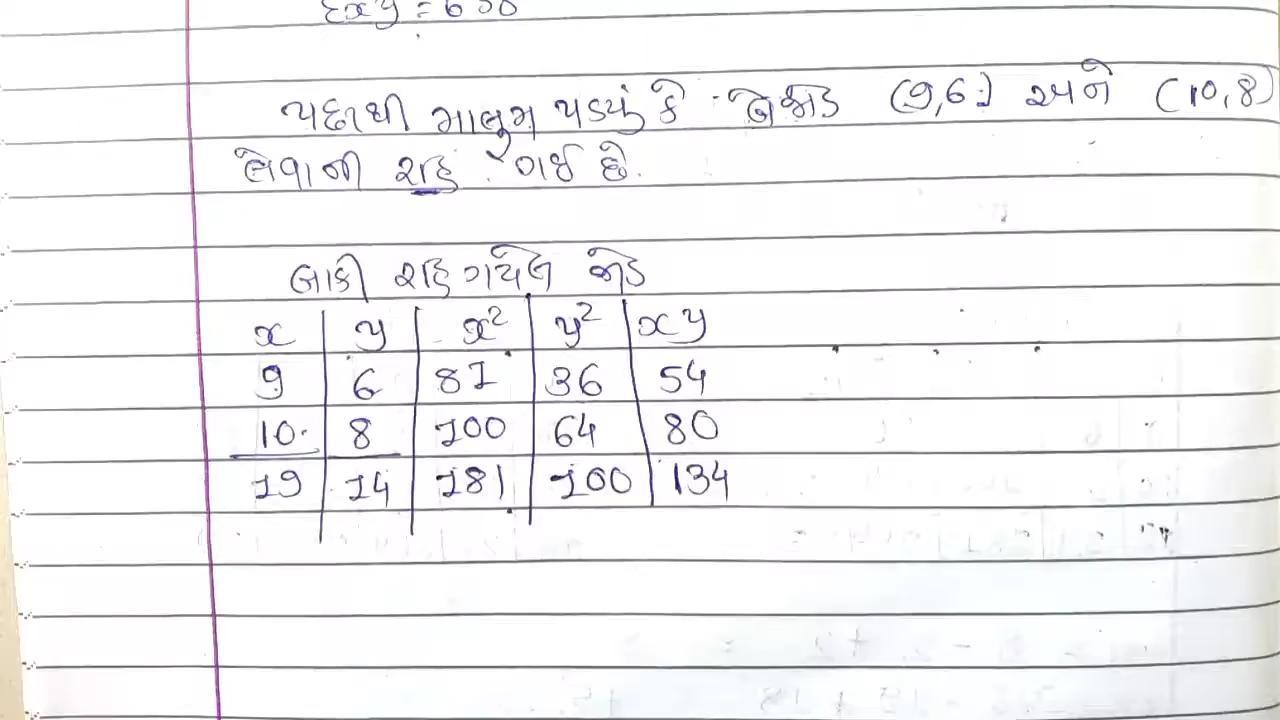 પછીથી માલુમ પડ્યું કે બેજોડ (9,6) અને (10,8)
લેવાની રહિ ગઈ છે.
બાકી રહિ ગયેલ જોડ
x y x² y² xy
9 6 81 36 54
10 8 100 64 80
19 14 181 100 134